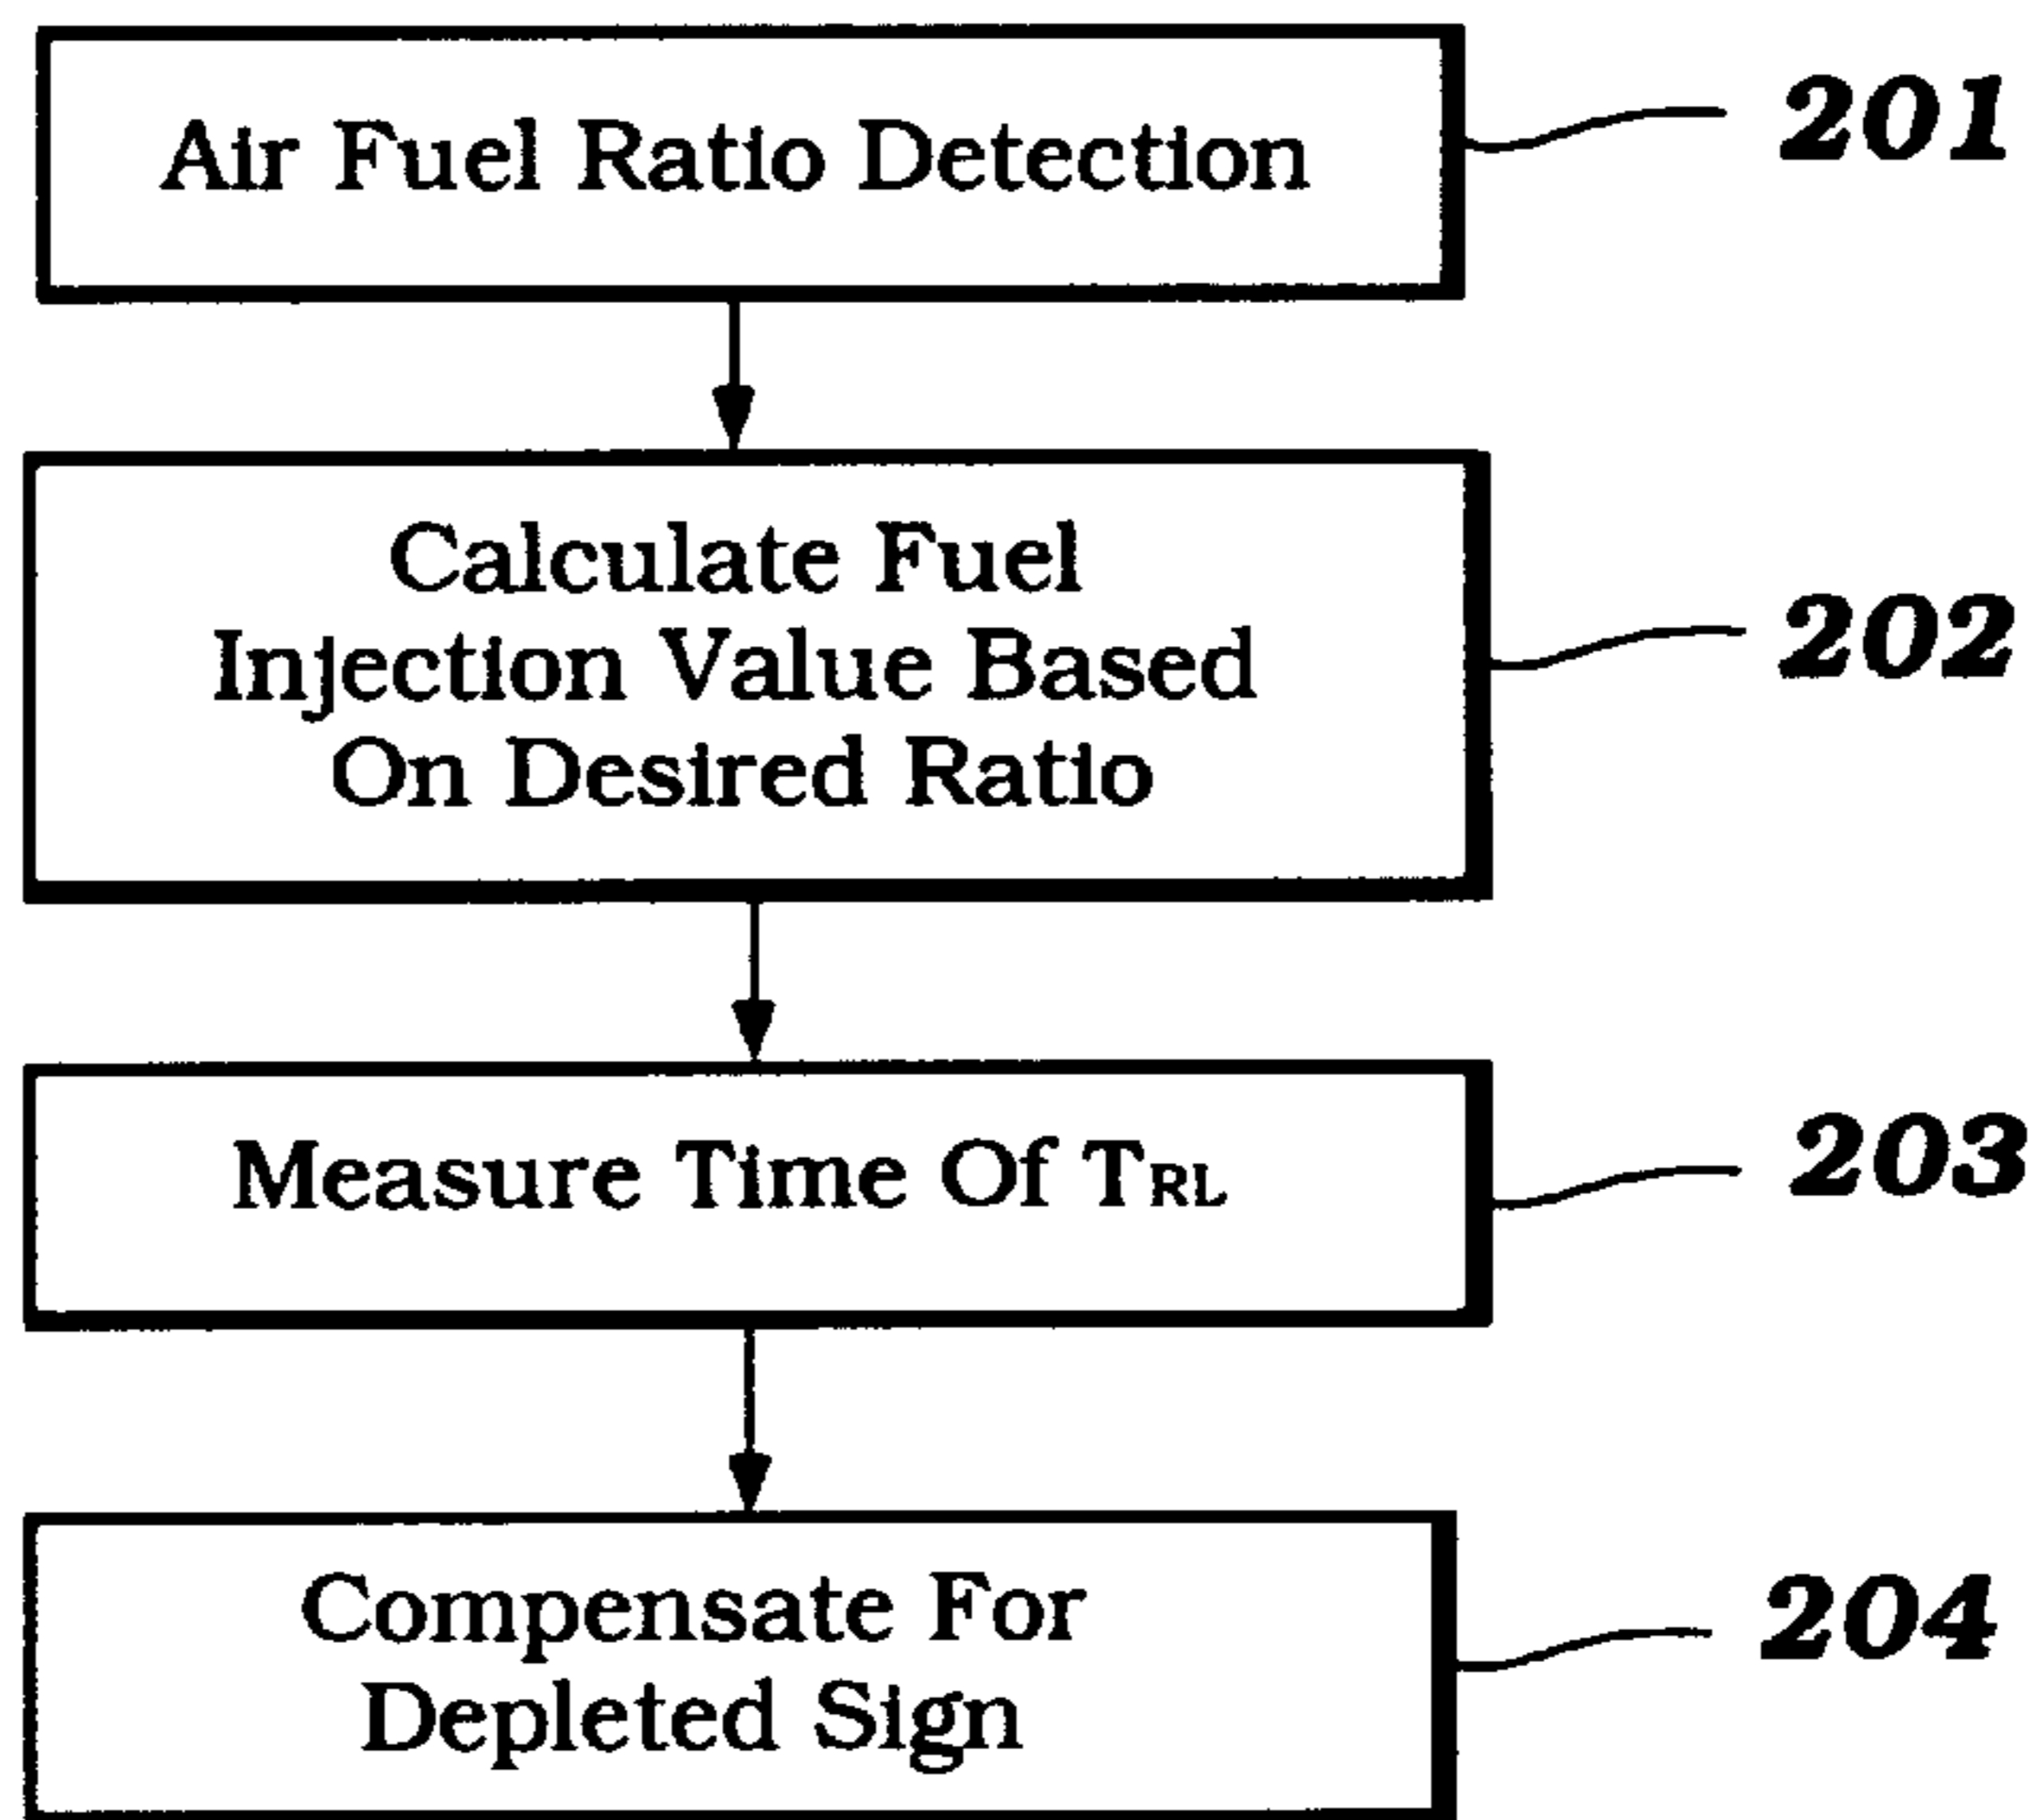 Air Fuel Ratio Detection
201
Calculate Fuel
Injection Value Based
On Desired Ratio
202
Measure Time Of TRL
203
Compensate For
Depleted Sign
204